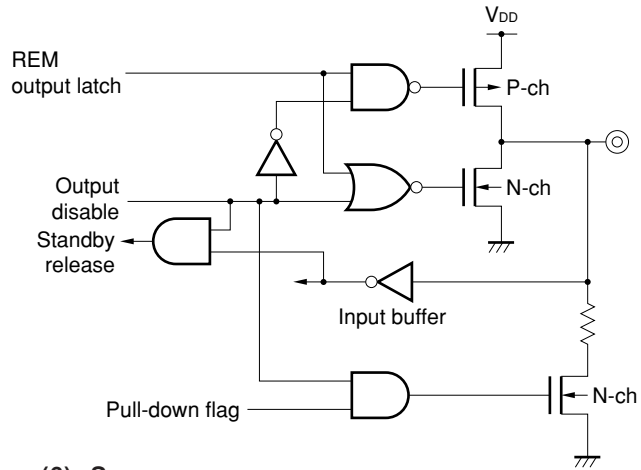 VDD
REM
output latch
P-ch
N-ch
Output
disable
Standby
release
Input buffer
N-ch
Pull-down flag